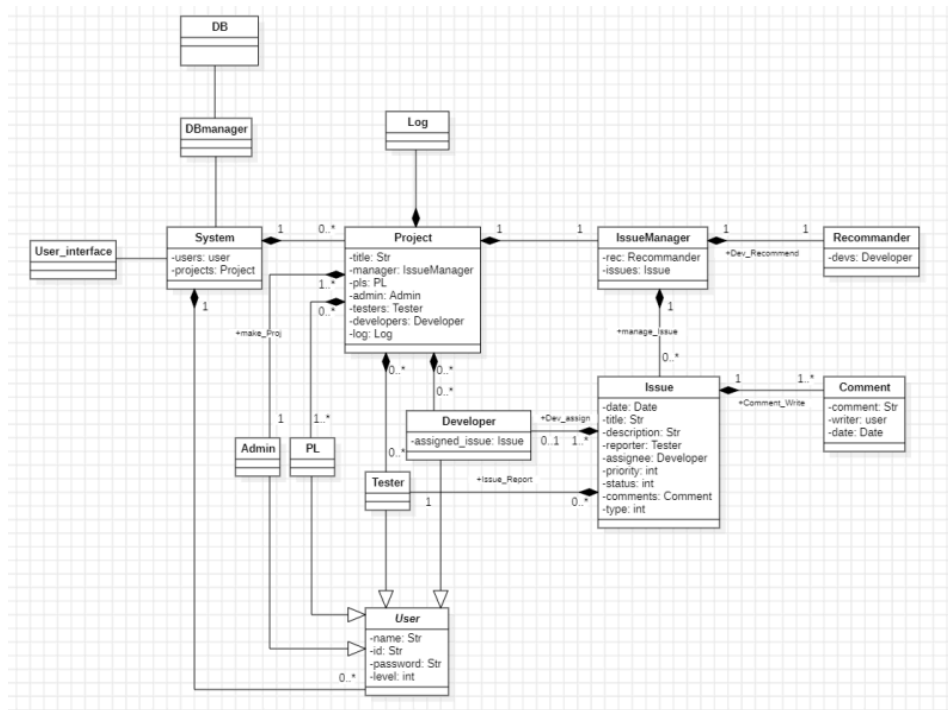 DB
DBmanager
Log
User_interface
System
-users: user
-projects: Project
1
0..*
1
Project
-title: Str
-manager: IssueManager
-pls: PL
-admin: Admin
-testers: Tester
-developers: Developer
-log: Log
1
1
IssueManager
-rec: Recommander
-issues: Issue
1
1
+Dev_Recommend
Recommander
-devs: Developer
1..*
0..*
+make_Proj
1
+manage_Issue
0..*
0..*
0..*
0..*
1
1..*
Admin
PL
Developer
-assigned_issue: Issue
+Dev_assign
0..1
1..*
Issue
-date: Date
-title: Str
-description: Str
-reporter: Tester
-assignee: Developer
-priority: int
-status: int
-comments: Comment
-type: int
1
1..*
+Comment_Write
Comment
-comment: Str
-writer: user
-date: Date
0..*
Tester
+Issue_Report
1
0..*
User
-name: Str
-id: Str
-password: Str
-level: int
0..*